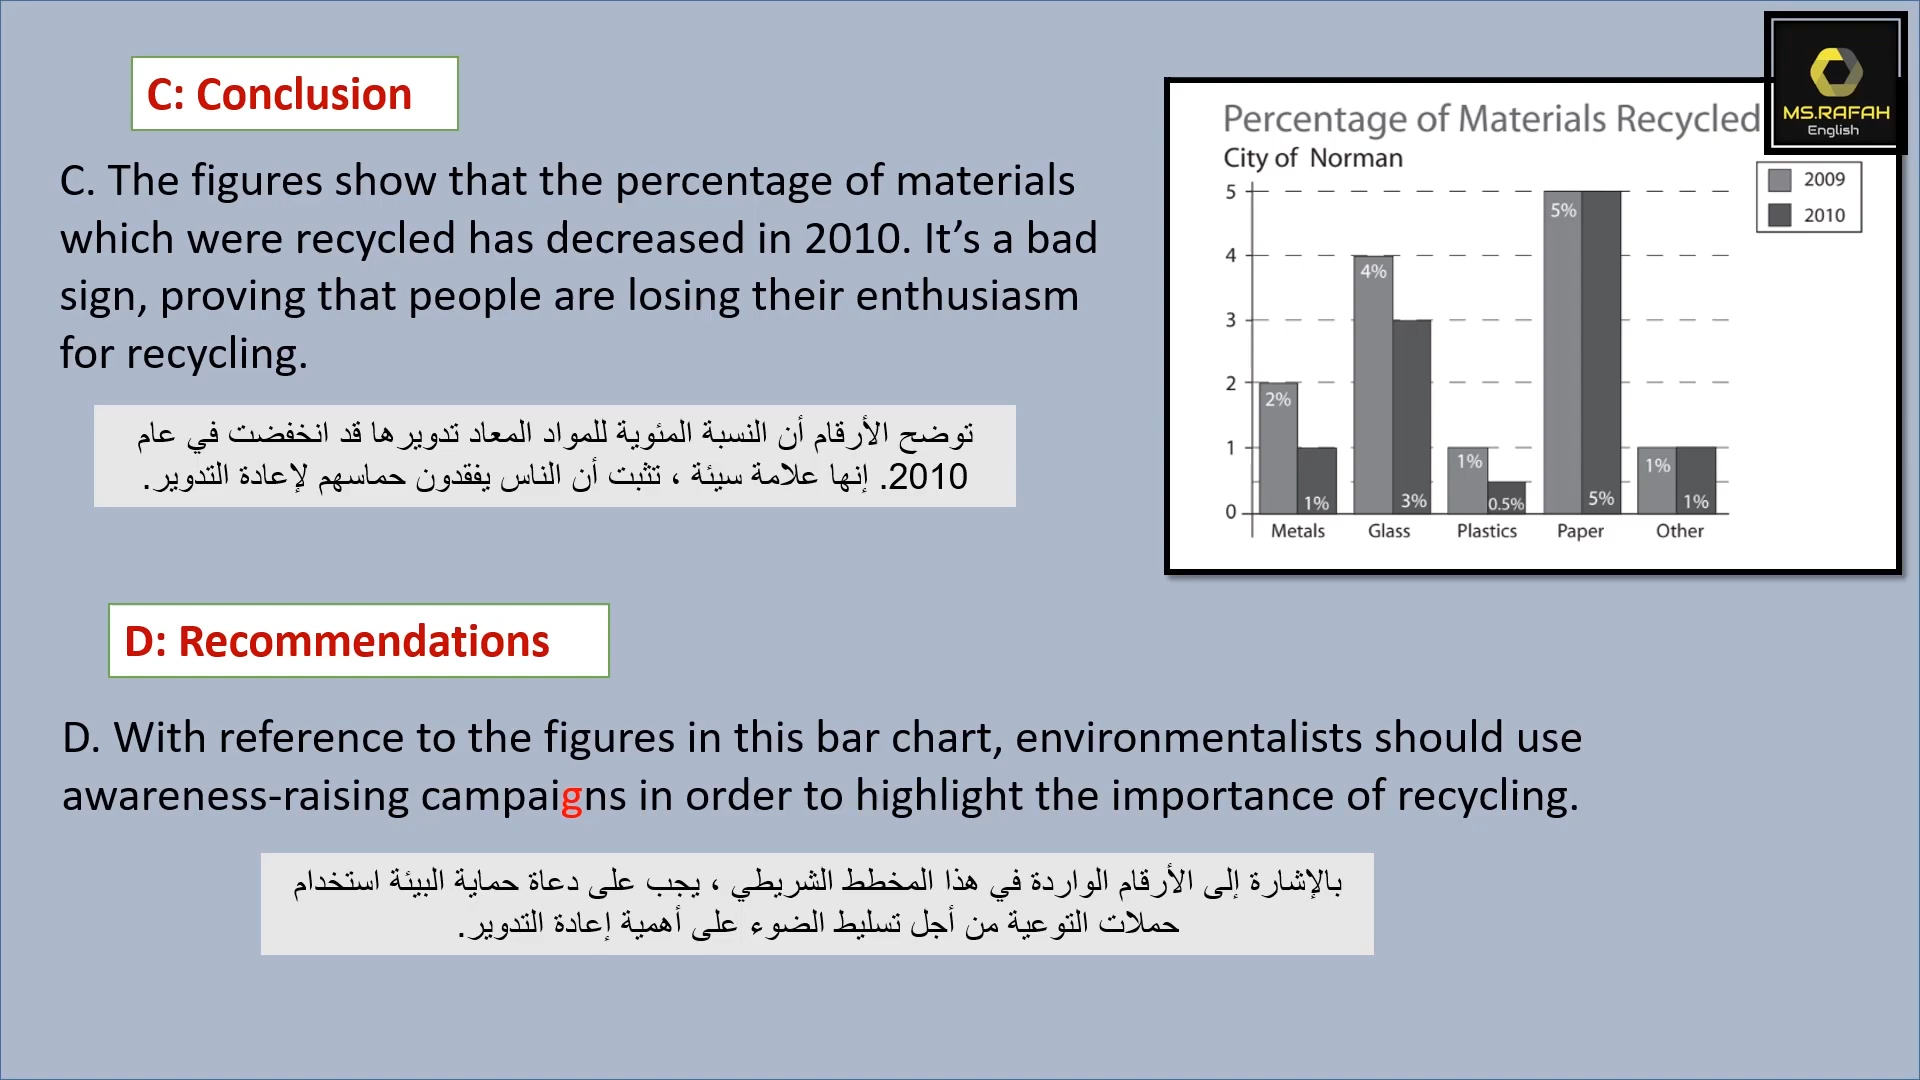 C: Conclusion
C. The figures show that the percentage of materials
which were recycled has decreased in 2010. It’s a bad
sign, proving that people are losing their enthusiasm
for recycling.
توضح الأرقام أن النسبة المئوية للمواد المعاد تدويرها قد انخفضت في عام
2010. إنها علامة سيئة ، تثبت أن الناس يفقدون حماسهم لإعادة التدوير.
MS.RAFAH
English
Percentage of Materials Recycled
City of Norman
2009
2010
5
4
3
2
1
0
2%
1%
4%
3%
1%
0.5%
5%
5%
1%
1%
Metals Glass Plastics Paper Other
D: Recommendations
D. With reference to the figures in this bar chart, environmentalists should use
awareness-raising campaigns in order to highlight the importance of recycling.
بالإشارة إلى الأرقام الواردة في هذا المخطط الشريطي ، يجب على دعاة حماية البيئة استخدام
حملات التوعية من أجل تسليط الضوء على أهمية إعادة التدوير.